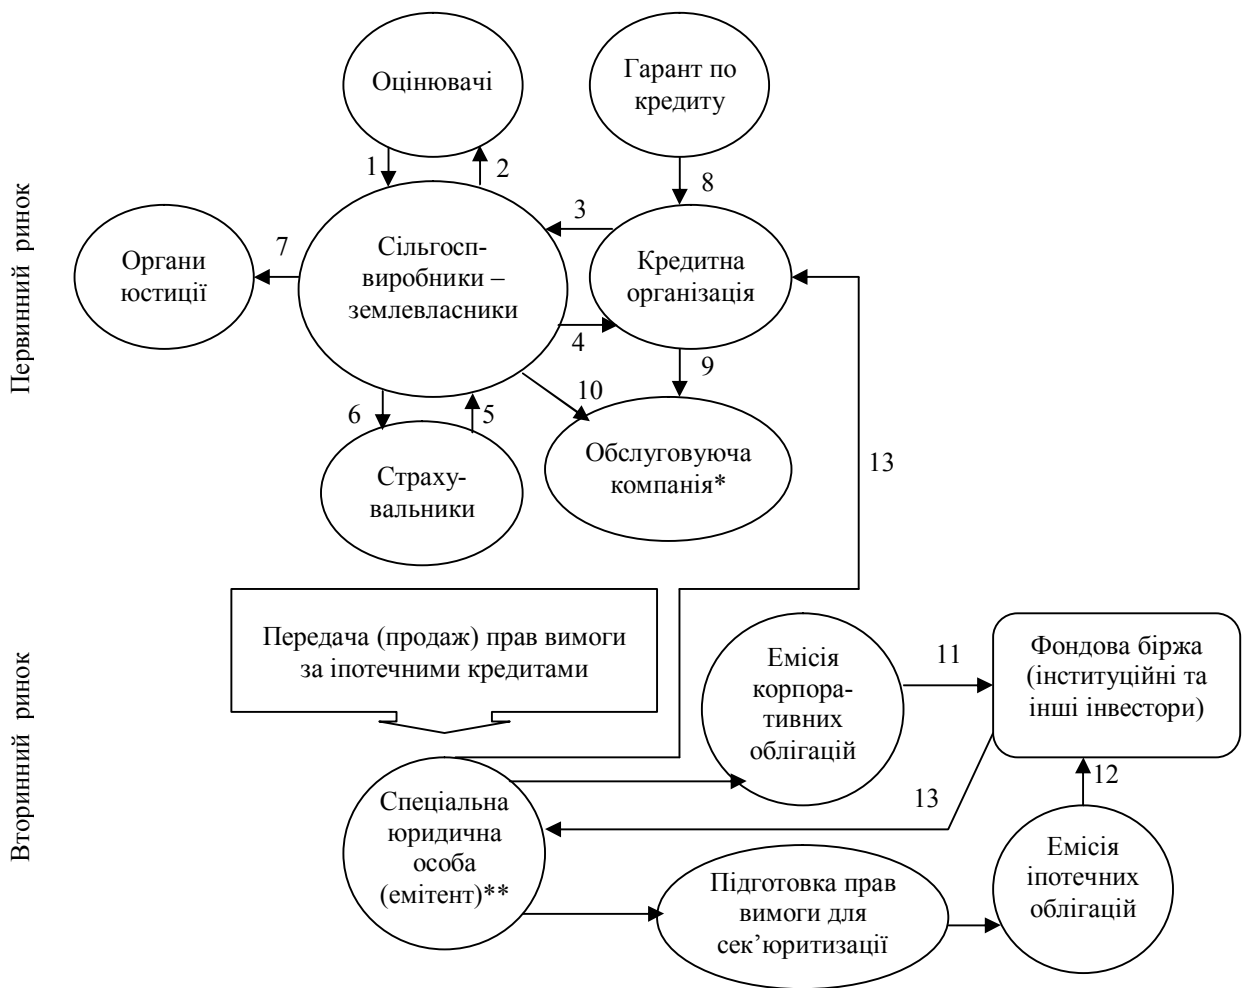 Первинний ринок
Оцінювачі
Гарант по
кредиту
1
2
8
3
Сільгосп-
виробники –
землевласники
7
Органи
юстиції
Кредитна
організація
4
9
10
6
5
Страху-
вальники
Обслуговуюча
компанія*
13
Вторинний ринок
Передача (продаж) прав вимоги
за іпотечними кредитами
Емісія
корпора-
тивних
облігацій
11
Фондова біржа
(інституційні та
інші інвестори)
12
13
Спеціальна
юридична
особа
(емітент)**
Підготовка прав
вимоги для
сек’юритизації
Емісія
іпотечних
облігацій